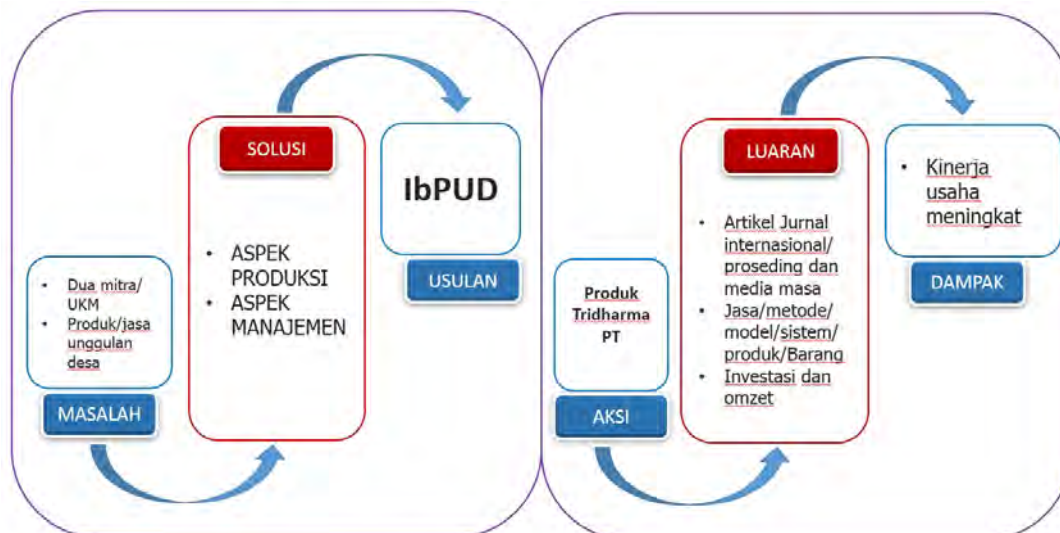 Dua mitra/
UKM
Produk/jasa
unggulan
desa
MASALAH
SOLUSI
ASPEK
PRODUKSI
ASPEK
MANAJEMEN
IbPUD
USULAN
Produk
Tridharma
PT
AKSI
LUARAN
Artikel Jurnal
internasional/
proseding dan
media masa
Jasa/metode/
model/sistem/
produk/Barang
Investasi dan
omzet
Kinerja
usaha
meningkat
DAMPAK